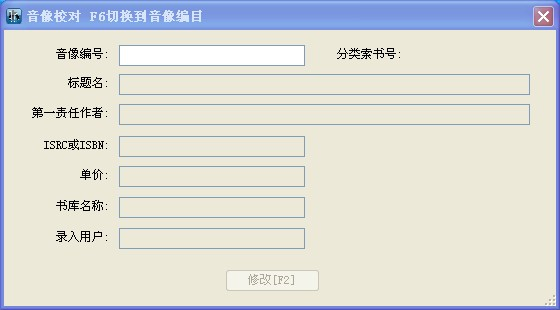 音像校对 F6切换到音像编目
音像编号: 分类索书号:
标题名:
第一责任作者:
ISRC或ISBN:
单价:
书库名称:
录入用户:
修改[F2]